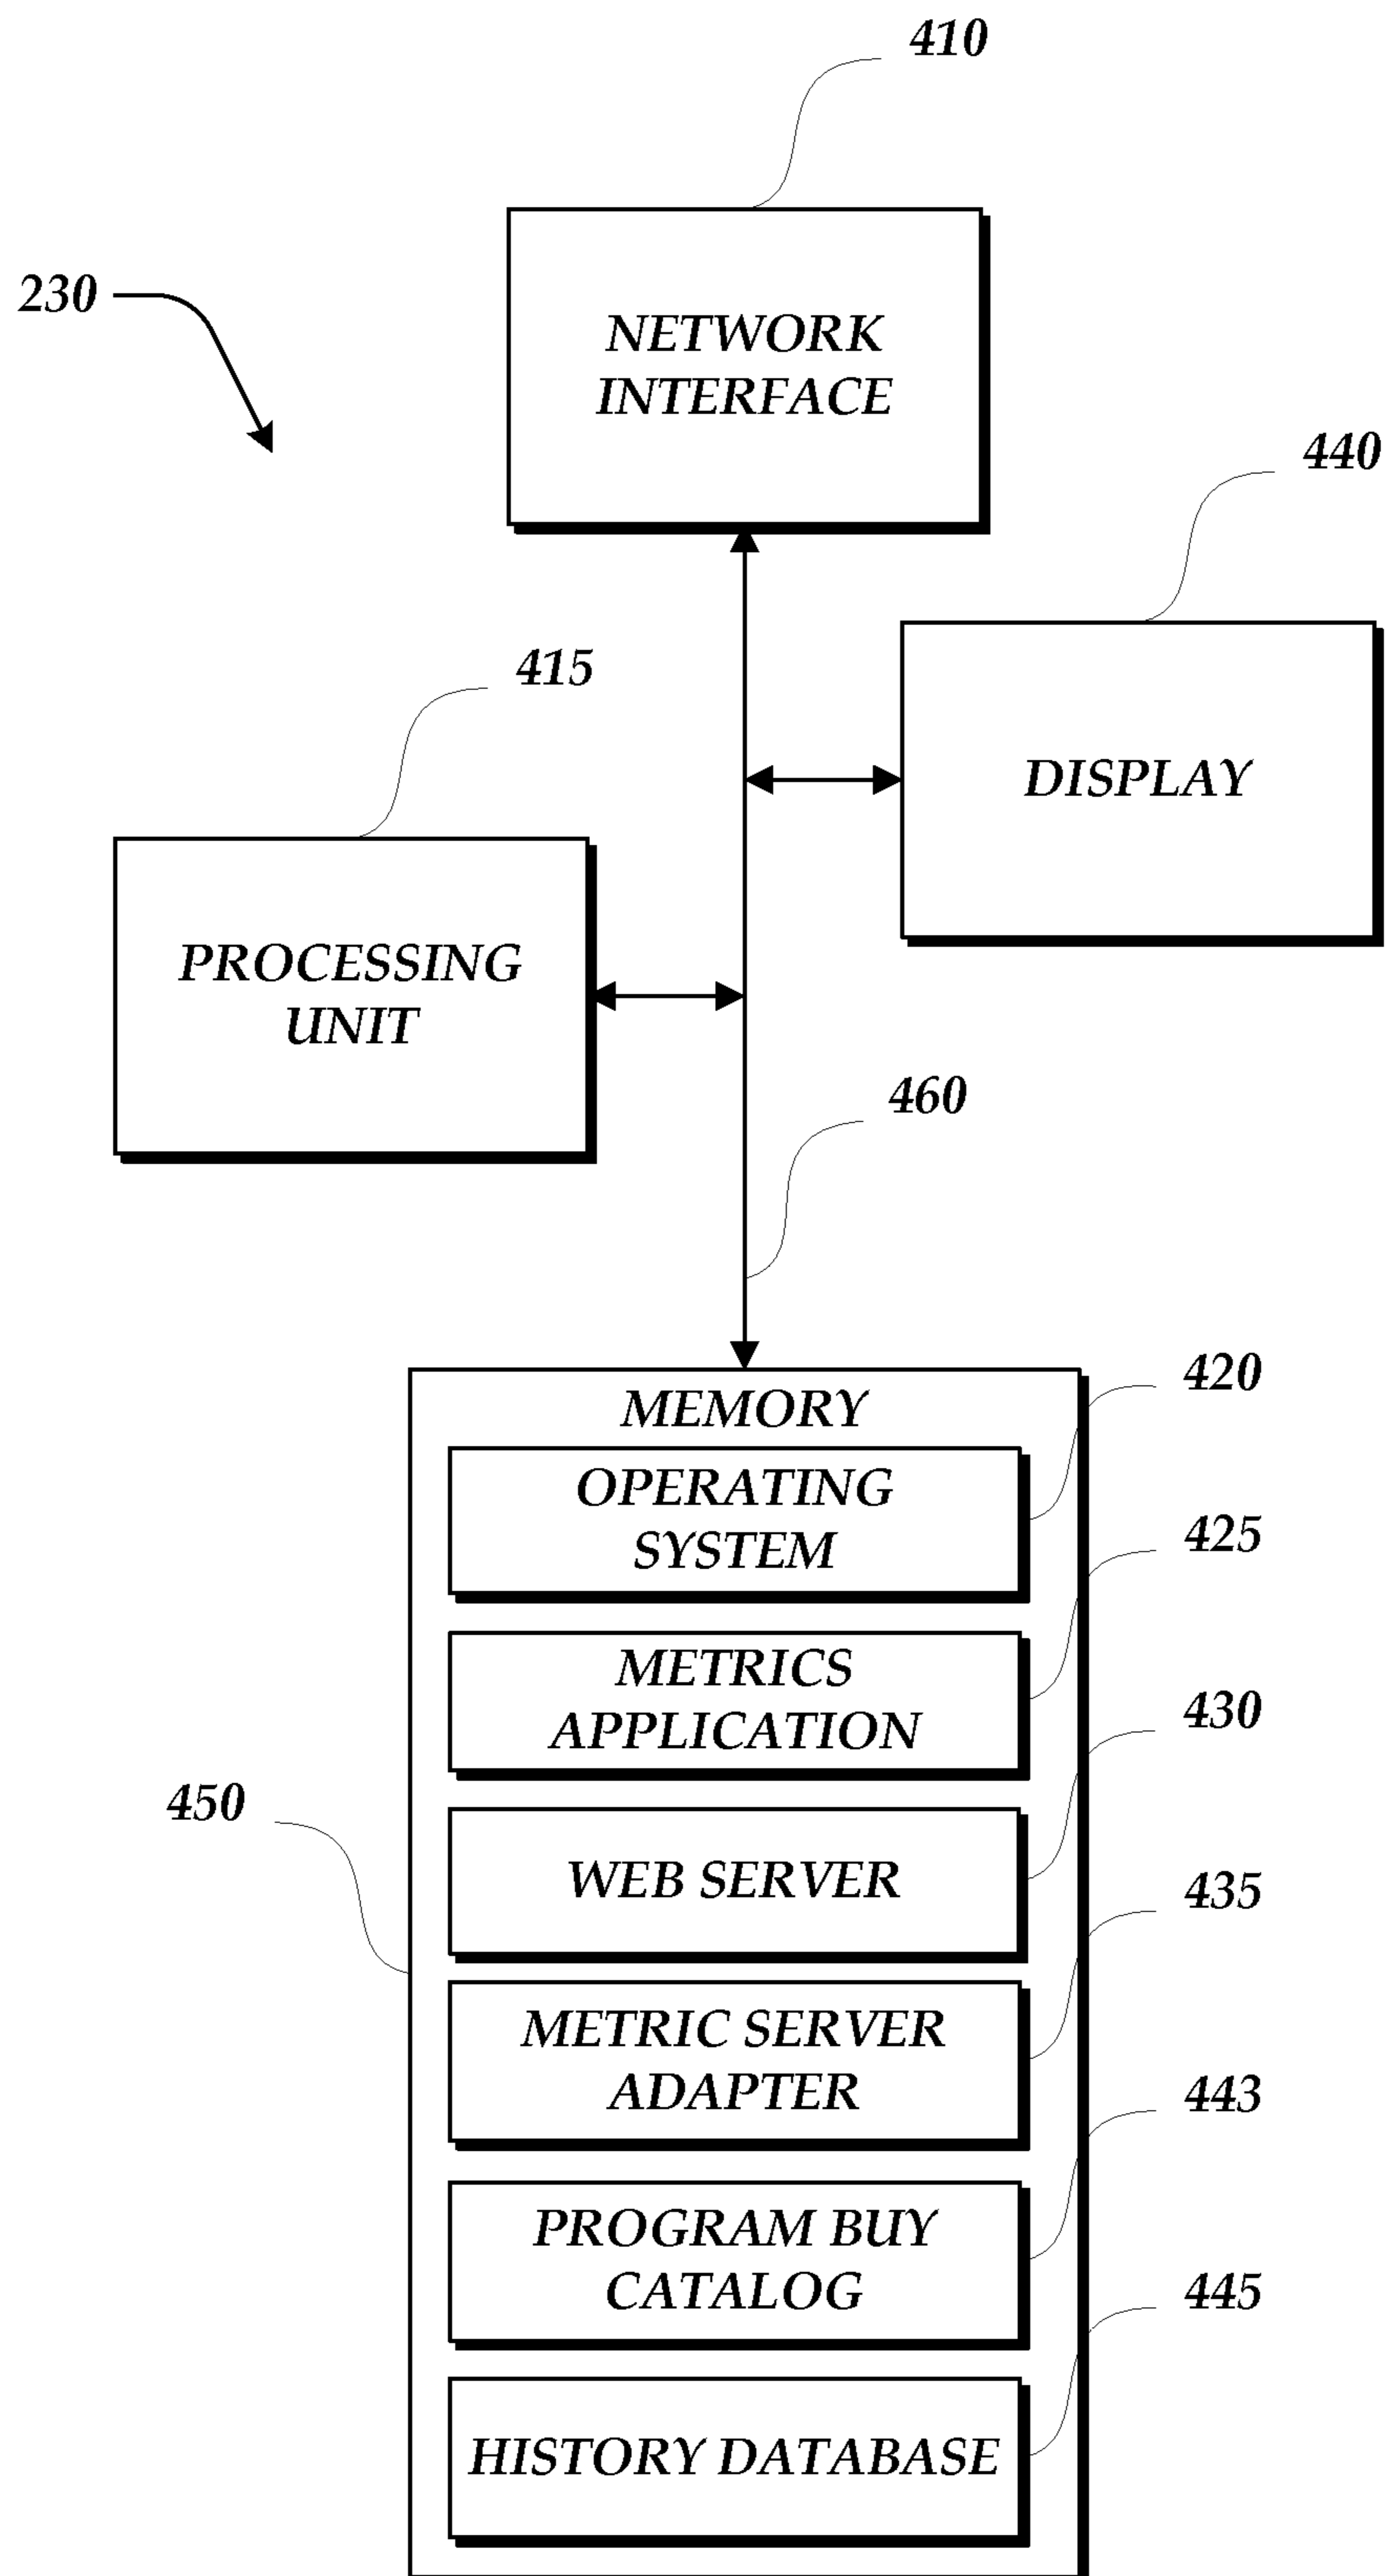 410
230
NETWORK
INTERFACE
440
415
DISPLAY
PROCESSING
UNIT
460
MEMORY
420
OPERATING
SYSTEM
425
METRICS
APPLICATION
430
450
WEB SERVER
435
METRIC SERVER
ADAPTER
443
PROGRAM BUY
CATALOG
445
HISTORY DATABASE